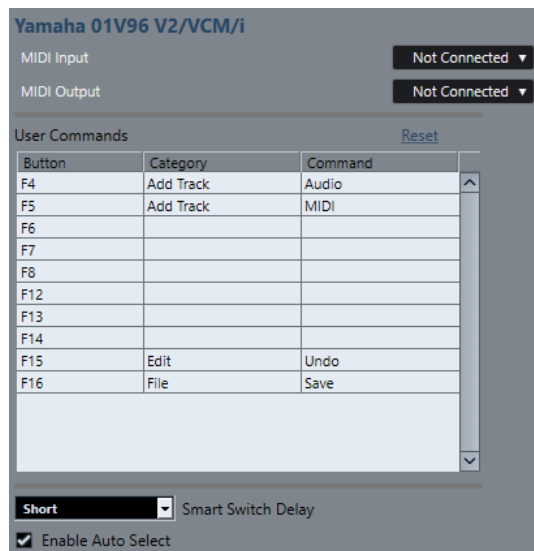 Yamaha 01V96 V2/VCM/i
MIDI Input Not Connected
MIDI Output Not Connected
User Commands Reset
Button Category Command
F4 Add Track Audio
F5 Add Track MIDI
F6
F7
F8
F12
F13
F14
F15 Edit Undo
F16 File Save
Short Smart Switch Delay
Enable Auto Select